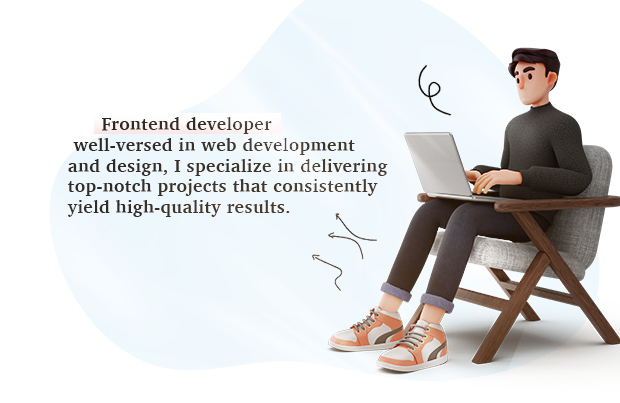 Frontend developer
well-versed in web development
and design, I specialize in delivering
top-notch projects that consistently
yield high-quality results.